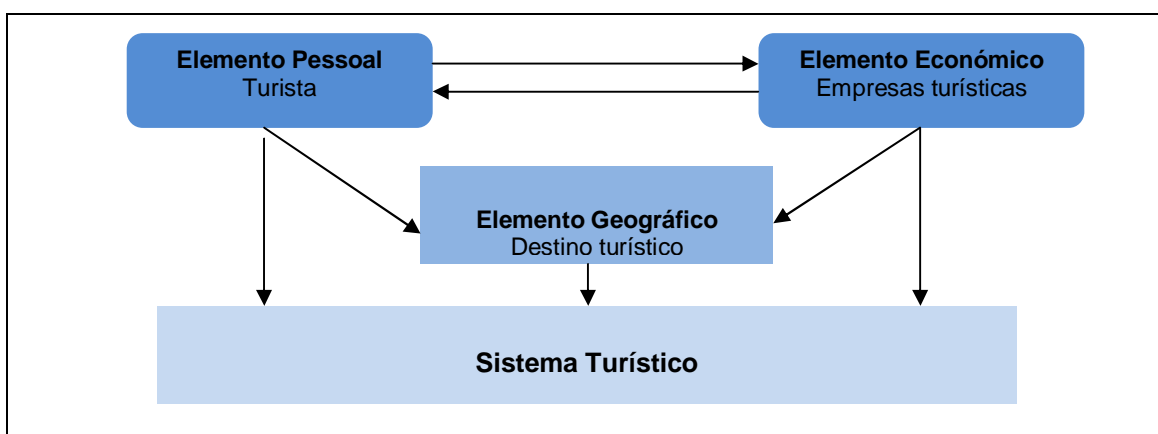 Elemento Pessoal
Turista
Elemento Económico
Empresas turísticas
Elemento Geográfico
Destino turístico
Sistema Turístico